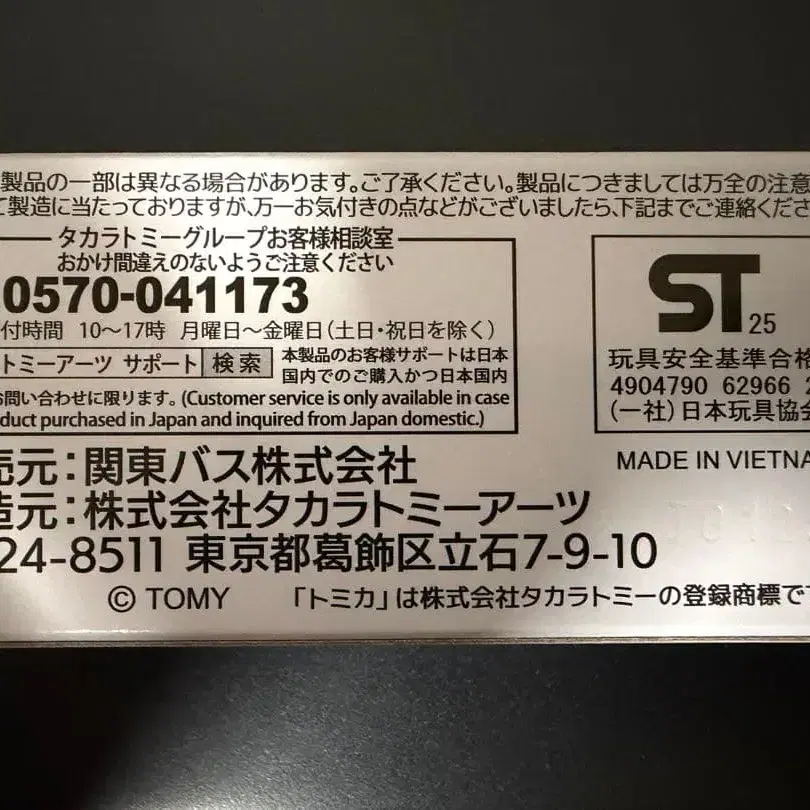 製品の一部は異なる場合があります。ご了承ください。製品につきましては万全の注意
て製造に当たっておりますが、万一お気付きの点などがございましたら、下記までご連絡くださ
タカラトミーグループお客様相談室
おかけ間違えのないようご注意ください
0570-041173
付時間 10〜17時 月曜日〜金曜日(土日・祝日を除く)
トミーアーツ サポート 検索
本製品のお客様サポートは日本
国内でのご購入かつ日本国内
お問い合わせに限ります。(Customer service is only available in case
duct purchased in Japan and inquired from Japan domestic.)
ST25
玩具安全基準合格
4904790 62966 2
(一社)日本玩具協会
売元:関東バス株式会社
MADE IN VIETNA
造元:株式会社タカラトミーアーツ
24-8511 東京都葛飾区立石7-9-10
© TOMY 「トミカ」は株式会社タカラトミーの登録商標です